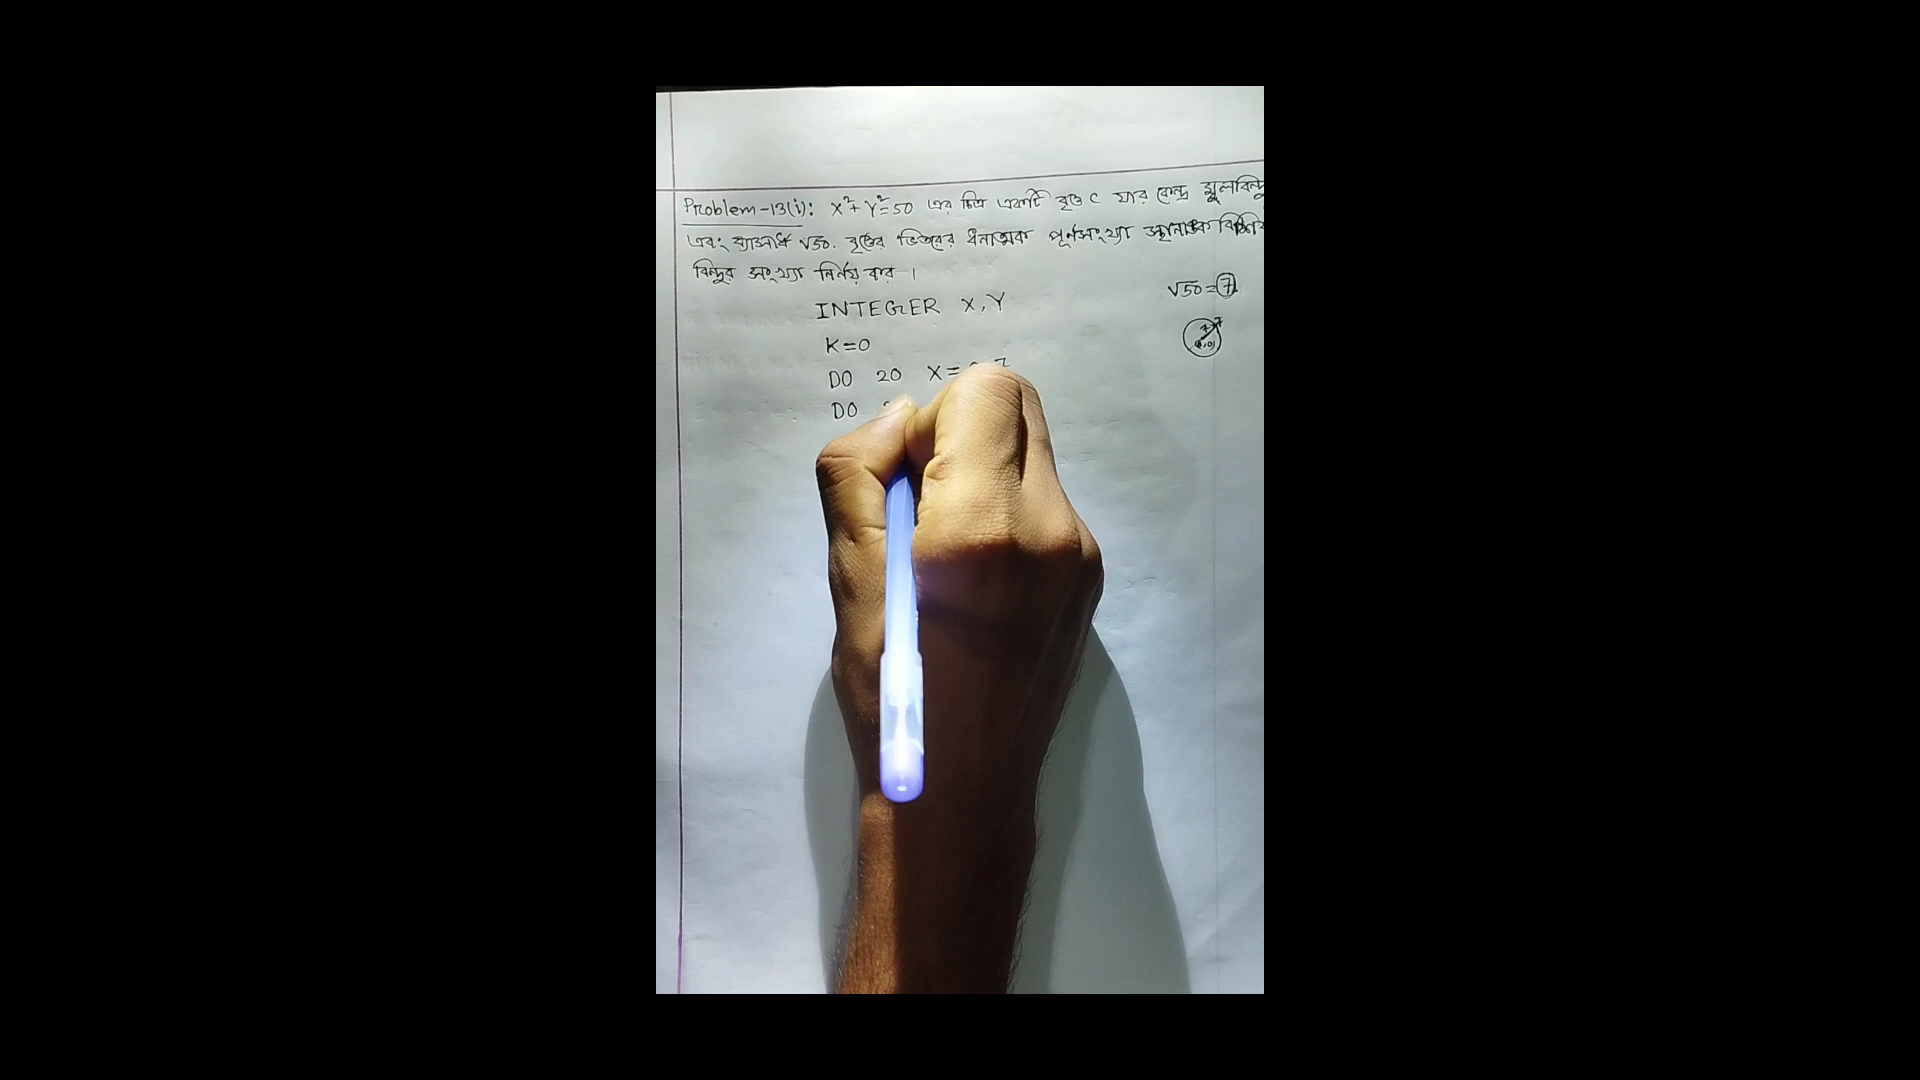 Problem-13(i): X²+Y²=50 এর চিত্র একটি বৃত্ত C যার কেন্দ্র মূলবিন্দু
এবং ব্যাসার্ধ √50. বৃত্তের ভিতরের ধনাত্মক পূর্ণসংখ্যা স্থানাঙ্ক
বিন্দুর সংখ্যা নির্ণয় কর ।
√50=7
INTEGER X,Y
K=0
DO 20 X=
DO